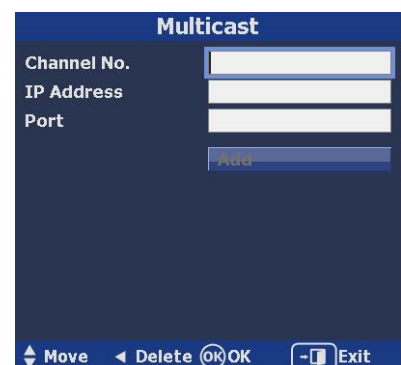 Multicast
Channel No.
IP Address
Port
Add
Move Delete OK OK Exit